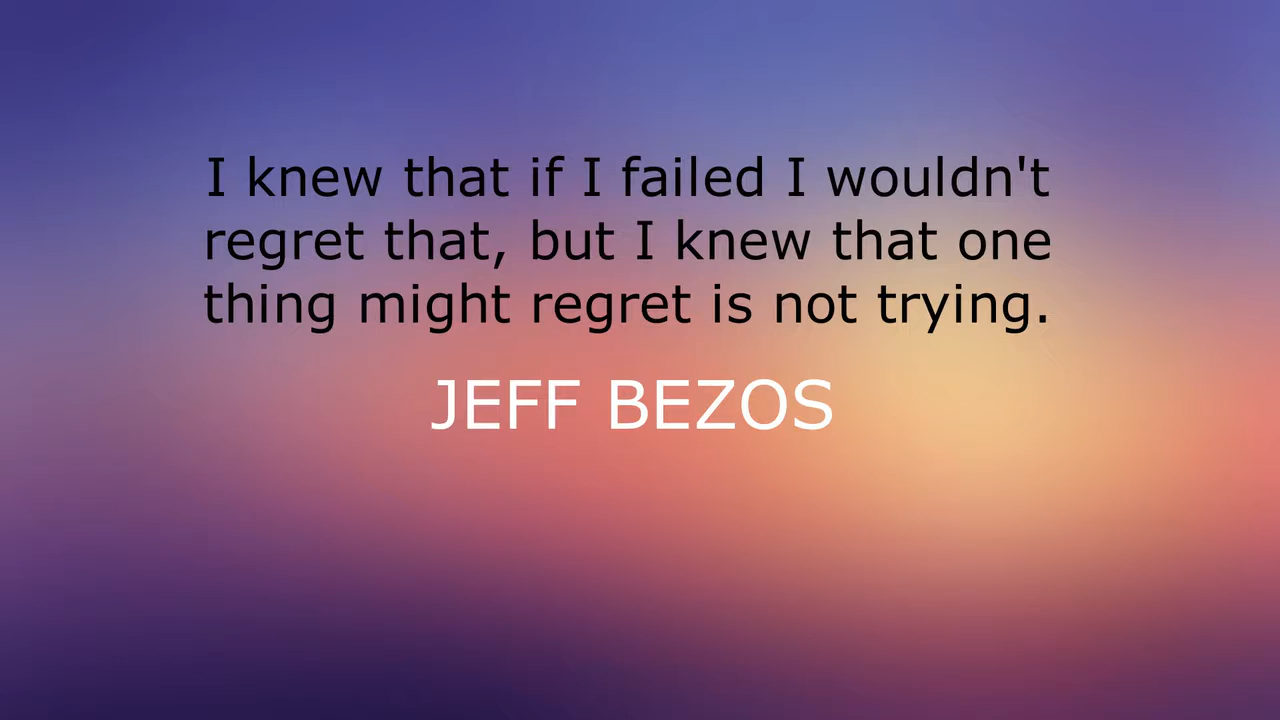 I knew that if I failed I wouldn't
regret that, but I knew that one
thing might regret is not trying.
JEFF BEZOS